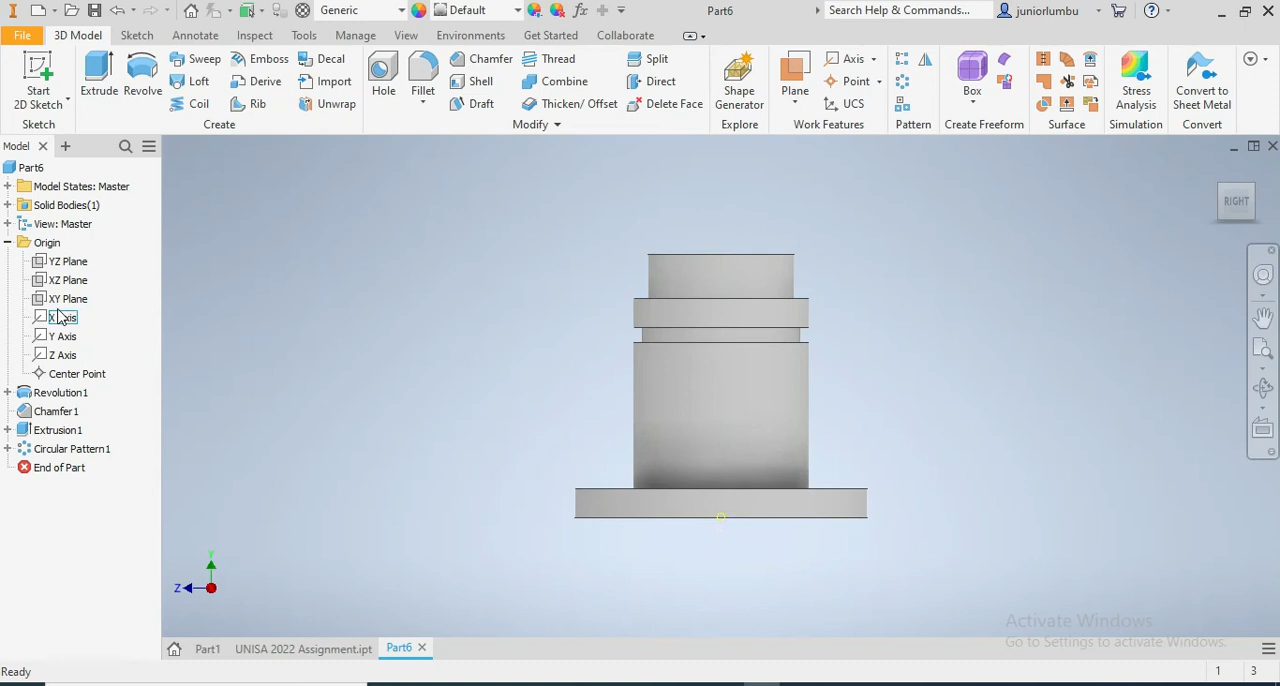 Generic
Default
fx
Part6
Search Help & Commands...
juniorlumbu
File
3D Model
Sketch
Annotate
Inspect
Tools
Manage
View
Environments
Get Started
Collaborate
Start
2D Sketch
Extrude
Revolve
Sweep
Loft
Coil
Emboss
Derive
Rib
Decal
Import
Unwrap
Hole
Fillet
Chamfer
Shell
Draft
Thread
Combine
Thicken/ Offset
Split
Direct
Delete Face
Shape
Generator
Plane
Axis
Point
UCS
Box
Stress
Analysis
Convert to
Sheet Metal
Sketch
Create
Modify
Explore
Work Features
Pattern
Create Freeform
Surface
Simulation
Convert
Model
Part6
Model States: Master
Solid Bodies(1)
View: Master
Origin
YZ Plane
XZ Plane
XY Plane
Y Axis
Z Axis
Center Point
Revolution1
Chamfer1
Extrusion1
Circular Pattern1
End of Part
RIGHT
Y
Z
Activate Windows
Go to Settings to activate Windows.
Part1
UNISA 2022 Assignment.ipt
Part6
Ready
1
3